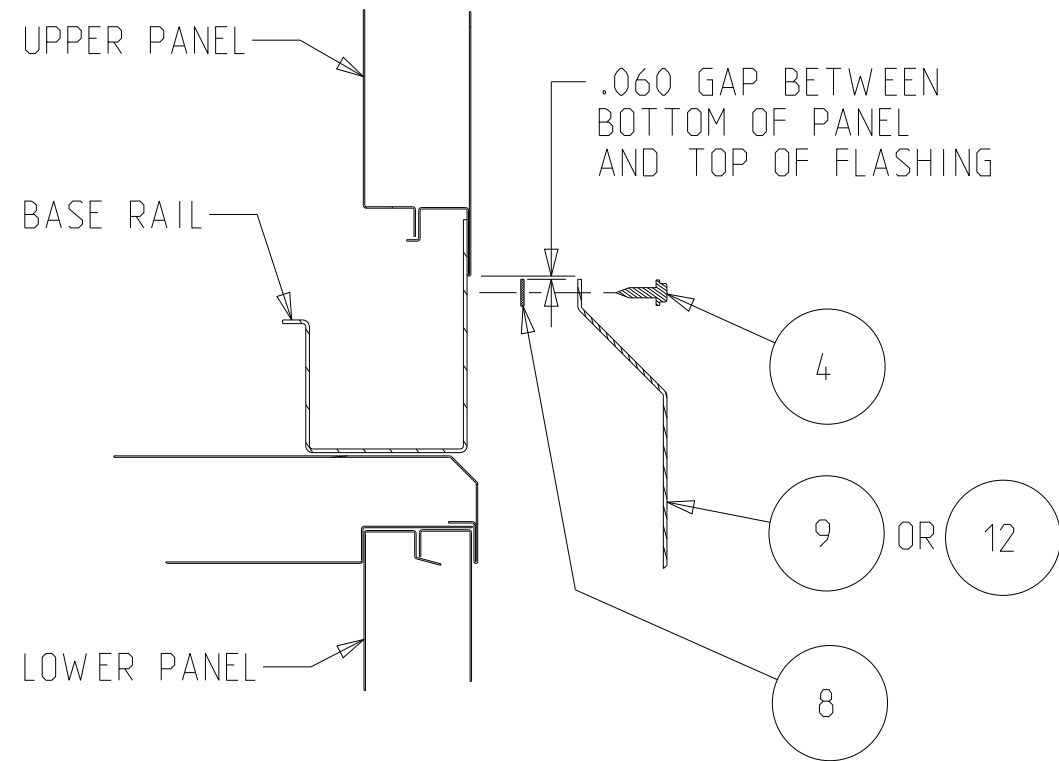 UPPER PANEL
.060 GAP BETWEEN
BOTTOM OF PANEL
AND TOP OF FLASHING
BASE RAIL
4
9 OR 12
LOWER PANEL
8